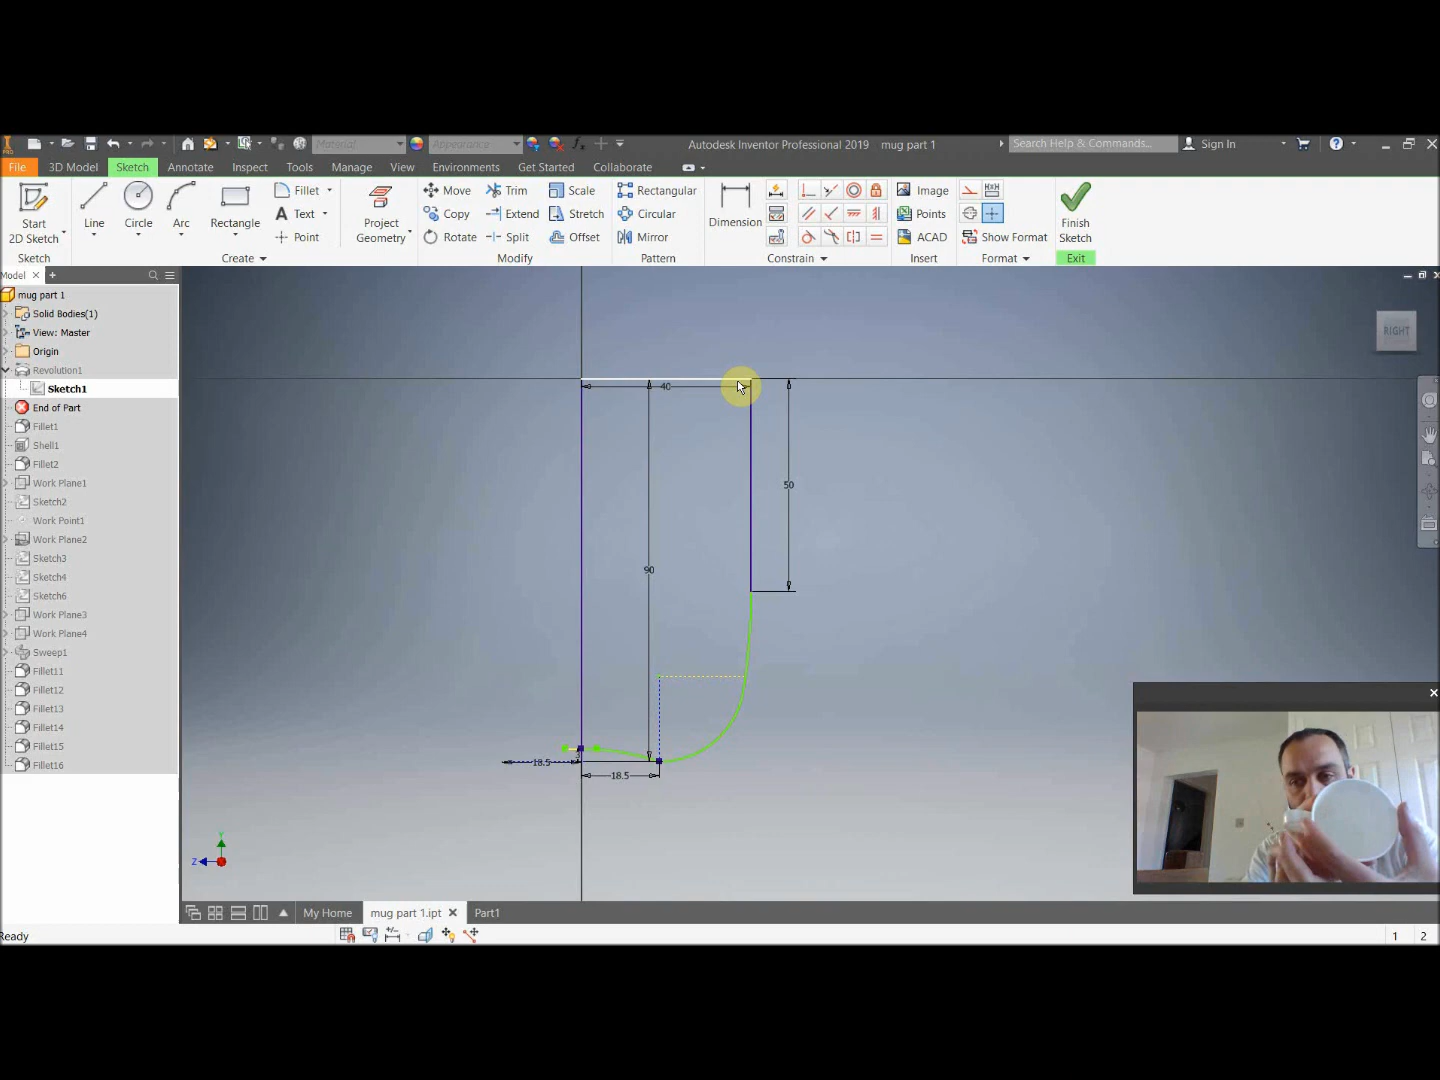 Material
Appearance
Autodesk Inventor Professional 2019 mug part 1
Search Help & Commands...
Sign In
File 3D Model Sketch Annotate Inspect Tools Manage View Environments Get Started Collaborate
Start
2D Sketch
Line
Circle
Arc
Rectangle
Fillet
Text
Point
Project
Geometry
Move
Copy
Rotate
Trim
Extend
Split
Scale
Stretch
Offset
Rectangular
Circular
Mirror
Dimension
Image
Points
ACAD
Show Format
Finish
Sketch
Sketch Create Modify Pattern Constrain Insert Format Exit
Model
mug part 1
Solid Bodies(1)
View: Master
Origin
Revolution1
Sketch1
End of Part
Fillet1
Shell1
Fillet2
Work Plane1
Sketch2
Work Point1
Work Plane2
Sketch3
Sketch4
Sketch6
Work Plane3
Work Plane4
Sweep1
Fillet11
Fillet12
Fillet13
Fillet14
Fillet15
Fillet16
RIGHT
40
50
90
3
18.5
18.5
Y
Z
My Home mug part 1.ipt Part1
Ready
1 2